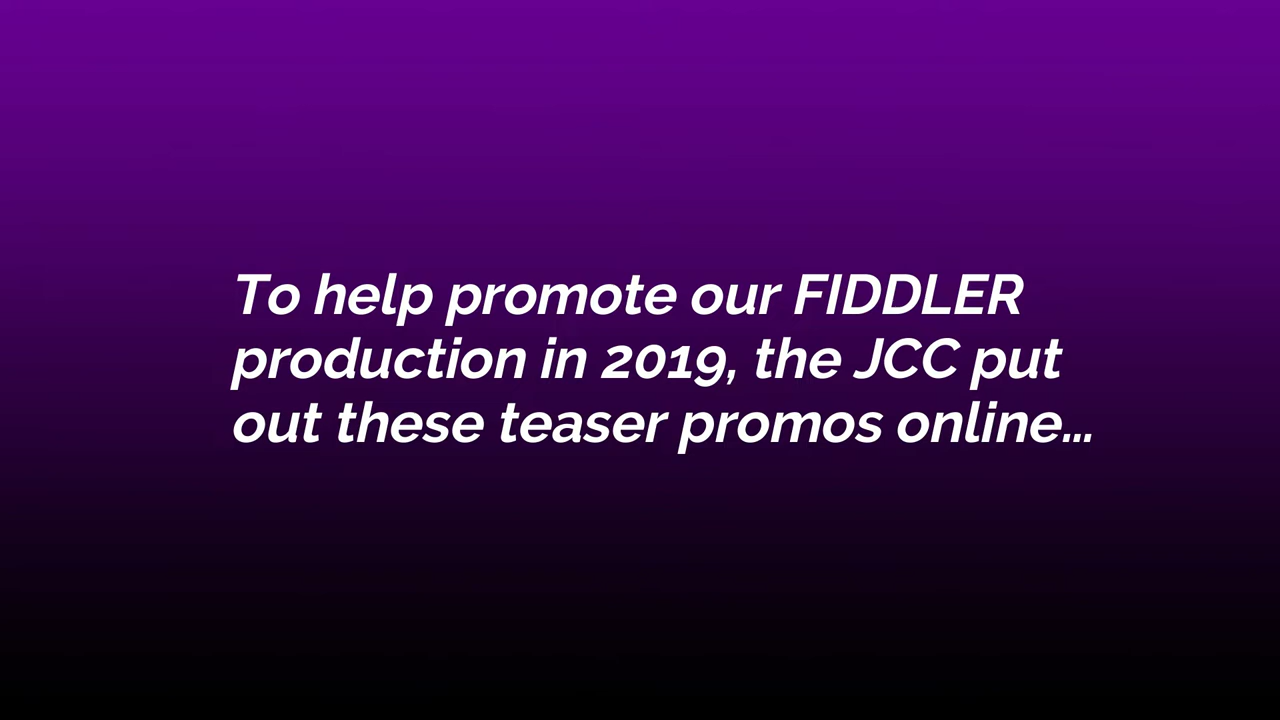 To help promote our FIDDLER
production in 2019, the JCC put
out these teaser promos online…